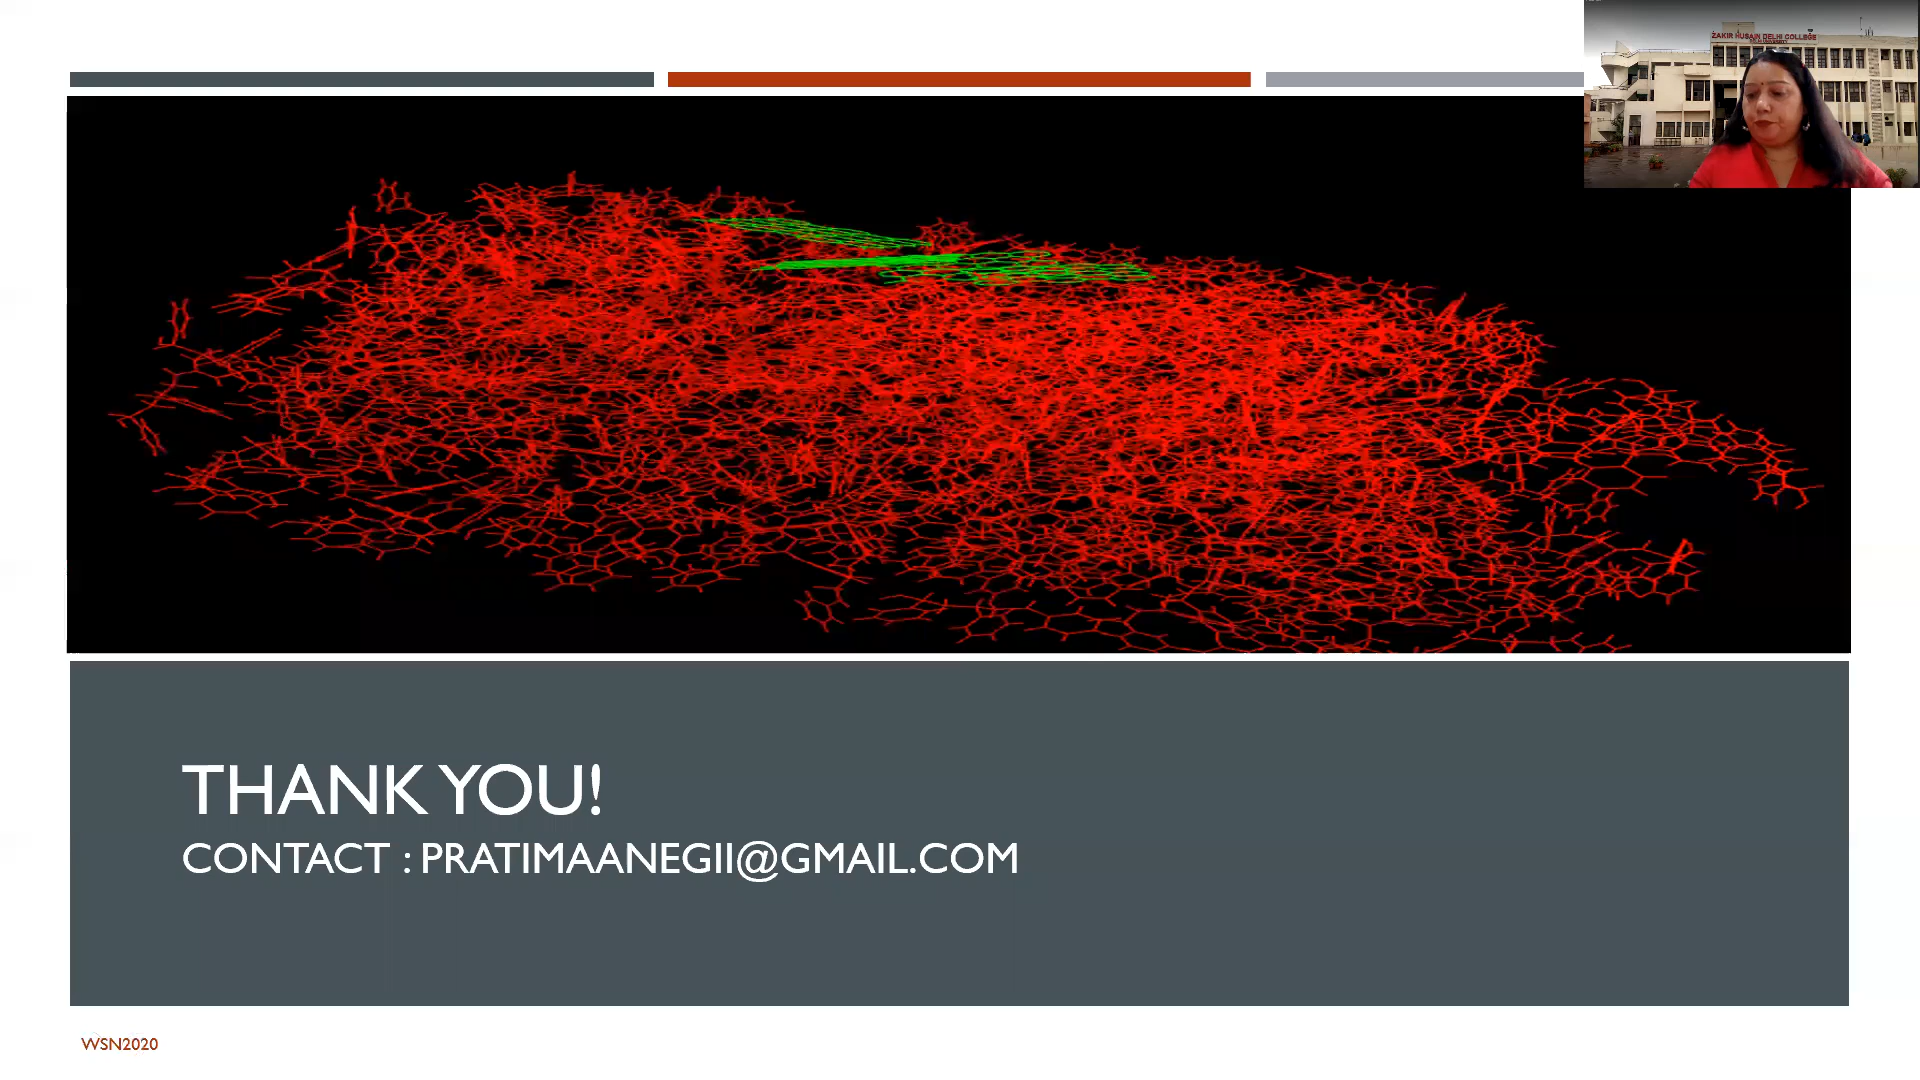 ZAKIR HUSAIN DELHI COLLEGE
THANK YOU!
CONTACT : PRATIMAANEGII@GMAIL.COM
WSN2020